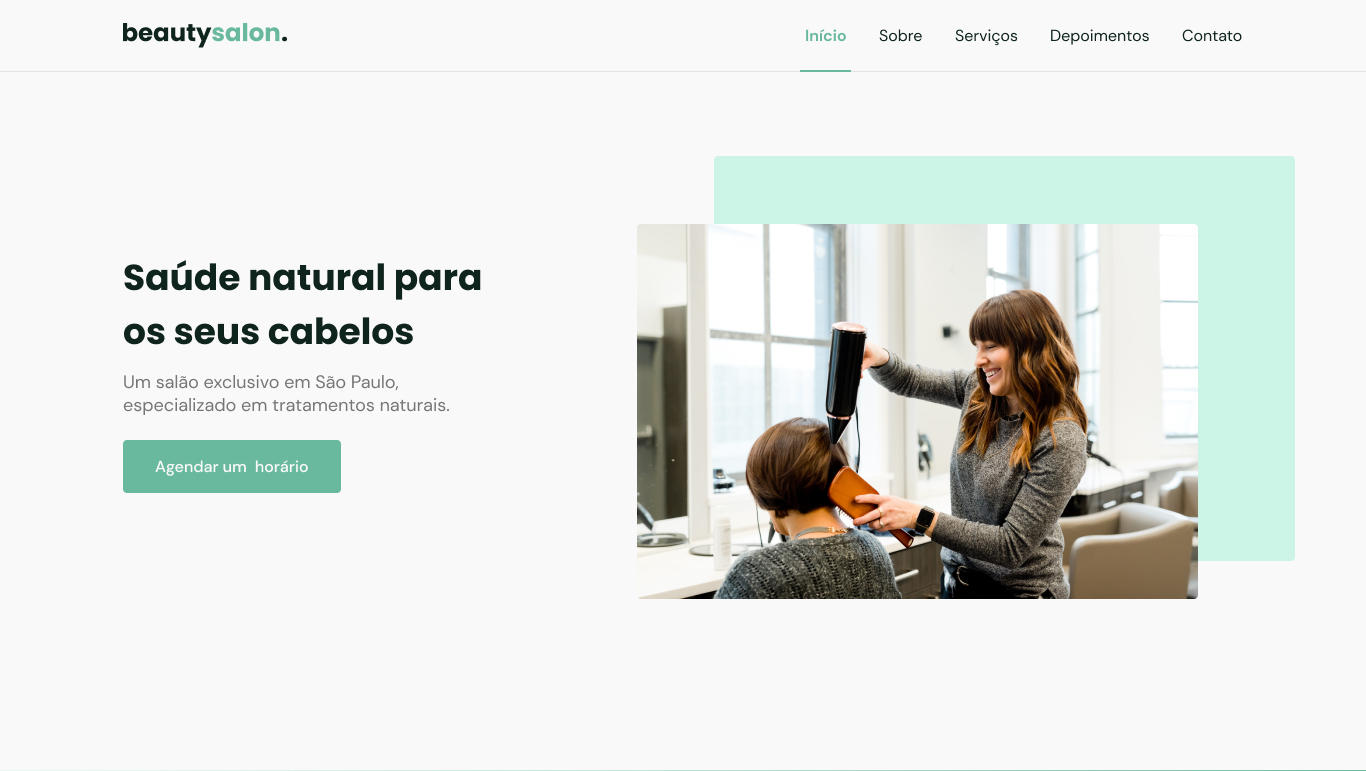 beautysalon.
Início
Sobre
Serviços
Depoimentos
Contato
Saúde natural para
os seus cabelos
Um salão exclusivo em São Paulo,
especializado em tratamentos naturais.
Agendar um  horário